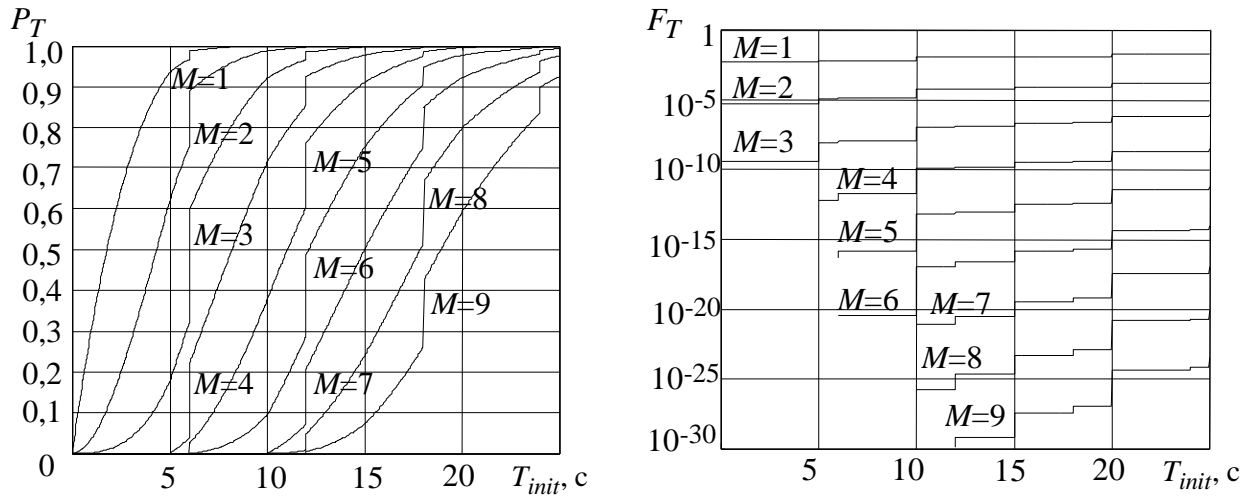 P_T
1,0
0,9
0,8
0,7
0,6
0,5
0,4
0,3
0,2
0,1
0
M=1
M=2
M=3
M=4
M=5
M=6
M=7
M=8
M=9
5 10 15 20 T_init, c
F_T
1
10^-5
10^-10
10^-15
10^-20
10^-25
10^-30
M=1
M=2
M=3
M=4
M=5
M=6
M=7
M=8
M=9
5 10 15 20 T_init, c